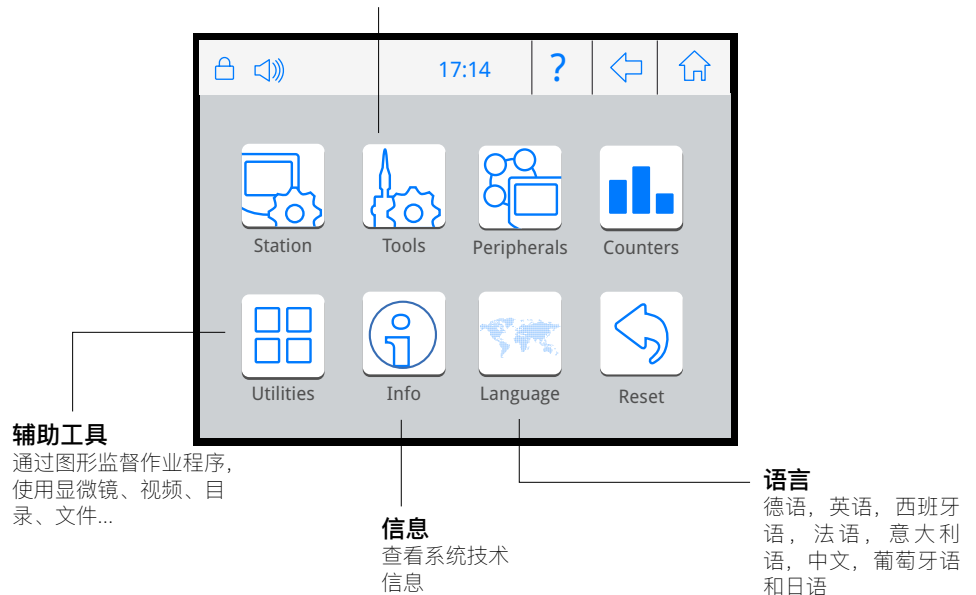 17:14 ?
Station Tools Peripherals Counters
Utilities Info Language Reset
辅助工具
通过图形监督作业程序,
使用显微镜、视频、目
录、文件...
信息
查看系统技术
信息
语言
德语, 英语, 西班牙
语, 法语, 意大利
语, 中文, 葡萄牙语
和日语